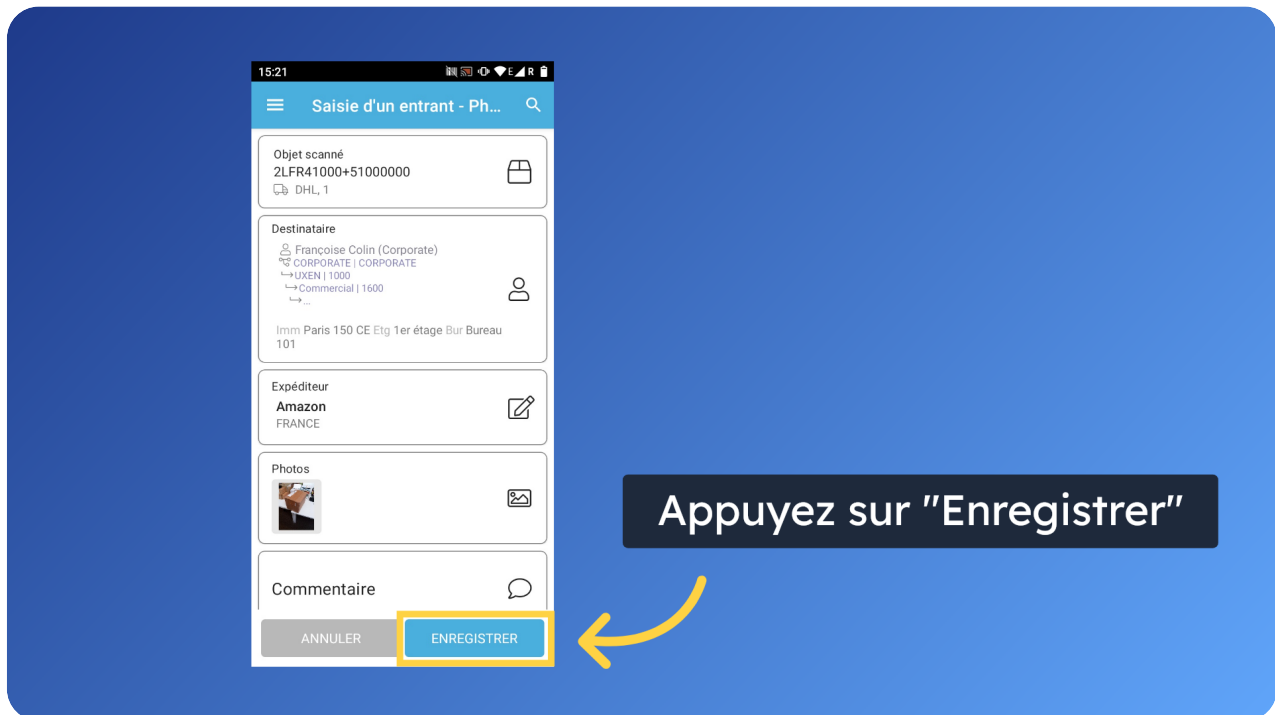 15:21
E R
Saisie d'un entrant - Ph...
Objet scanné
2LFR41000+51000000
DHL, 1
Destinataire
Françoise Colin (Corporate)
CORPORATE | CORPORATE
UXEN | 1000
Commercial | 1600
...
Imm Paris 150 CE Etg 1er étage Bur Bureau
101
Expéditeur
Amazon
FRANCE
Photos
Commentaire
ANNULER
ENREGISTRER
Appuyez sur "Enregistrer"